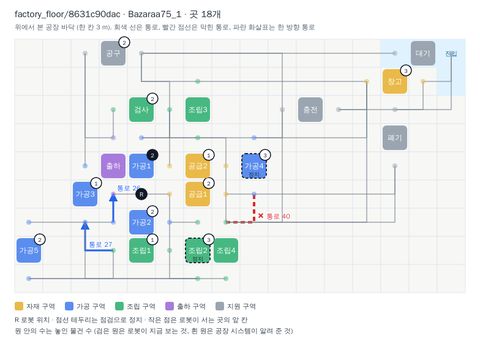 factory_floor/8631c90dac · Bazaraa75_1 · 곳 18개
위에서 본 공장 바닥 (한 칸 3 m). 회색 선은 통로, 빨간 점선은 막힌 통로, 파란 화살표는 한 방향 통로
공구 2
대기
진입
창고 3
검사 2
조립3
충전
폐기
출하
가공1 2
공급2 1
가공4 3
가공3 1
통로 26
R
공급1 2
가공2 2
✕ 통로 40
통로 27
가공5 2
조립1 1
조립2 3
조립4
자재 구역
가공 구역
조립 구역
출하 구역
지원 구역
R 로봇 위치 · 점선 테두리는 점검으로 정지 · 작은 점은 로봇이 서는 곳의 앞 칸
원 안의 수는 놓인 물건 수 (검은 원은 로봇이 지금 보는 것, 흰 원은 공장 시스템이 알려 준 것)